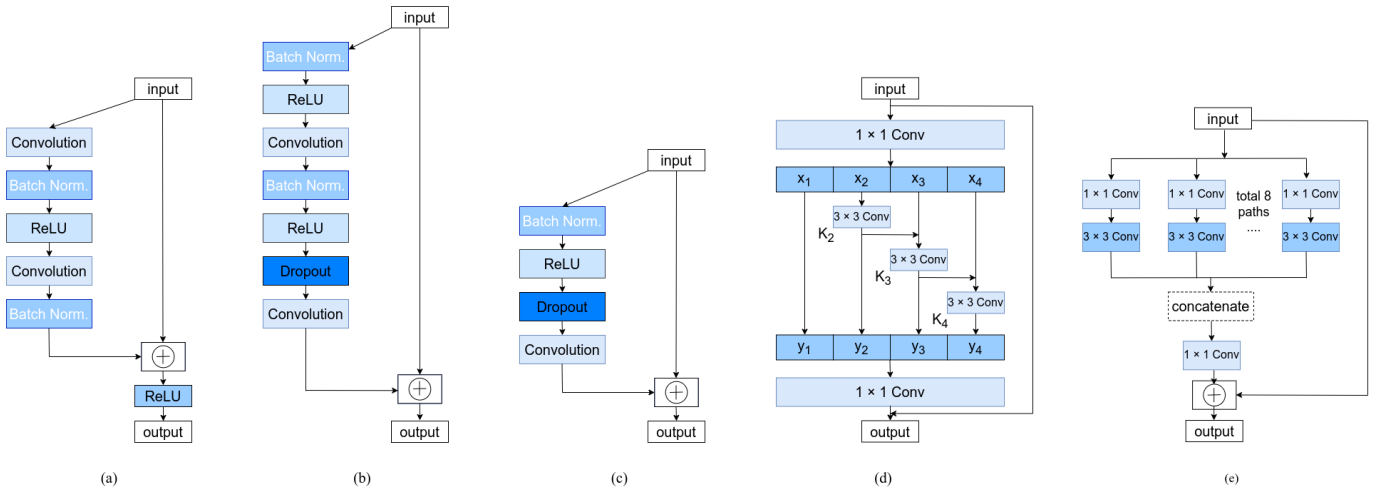 input
Convolution
Batch Norm.
ReLU
Convolution
Batch Norm.
ReLU
output
(a)
input
Batch Norm.
ReLU
Convolution
Batch Norm.
ReLU
Dropout
Convolution
output
(b)
input
Batch Norm.
ReLU
Dropout
Convolution
output
(c)
input
1 × 1 Conv
x₁ x₂ x₃ x₄
3 × 3 Conv
K₂
3 × 3 Conv
K₃
3 × 3 Conv
K₄
y₁ y₂ y₃ y₄
1 × 1 Conv
output
(d)
input
1 × 1 Conv 1 × 1 Conv total 8 1 × 1 Conv
paths
3 × 3 Conv 3 × 3 Conv .... 3 × 3 Conv
concatenate
1 × 1 Conv
output
(e)